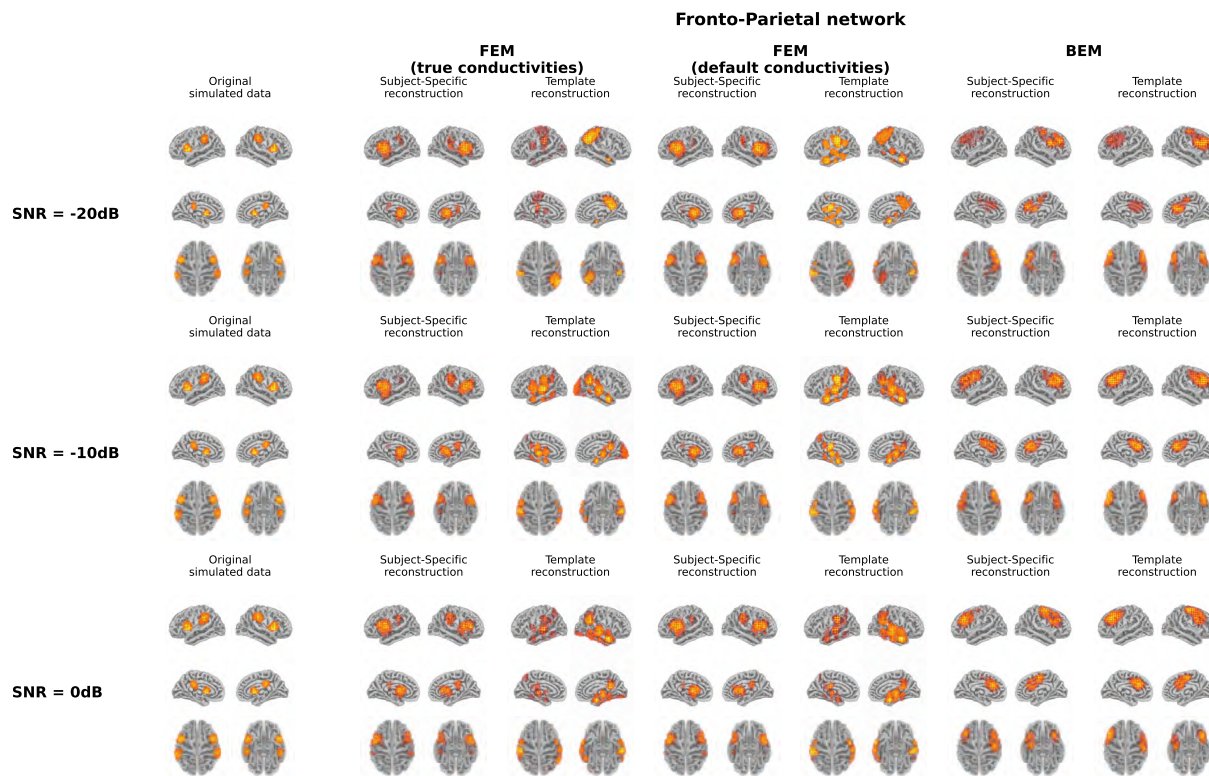 Fronto-Parietal network
FEM
(true conductivities)
FEM
(default conductivities)
BEM
Original
simulated data
Subject-Specific
reconstruction
Template
reconstruction
Subject-Specific
reconstruction
Template
reconstruction
Subject-Specific
reconstruction
Template
reconstruction
SNR = -20dB
Original
simulated data
Subject-Specific
reconstruction
Template
reconstruction
Subject-Specific
reconstruction
Template
reconstruction
Subject-Specific
reconstruction
Template
reconstruction
SNR = -10dB
Original
simulated data
Subject-Specific
reconstruction
Template
reconstruction
Subject-Specific
reconstruction
Template
reconstruction
Subject-Specific
reconstruction
Template
reconstruction
SNR = 0dB